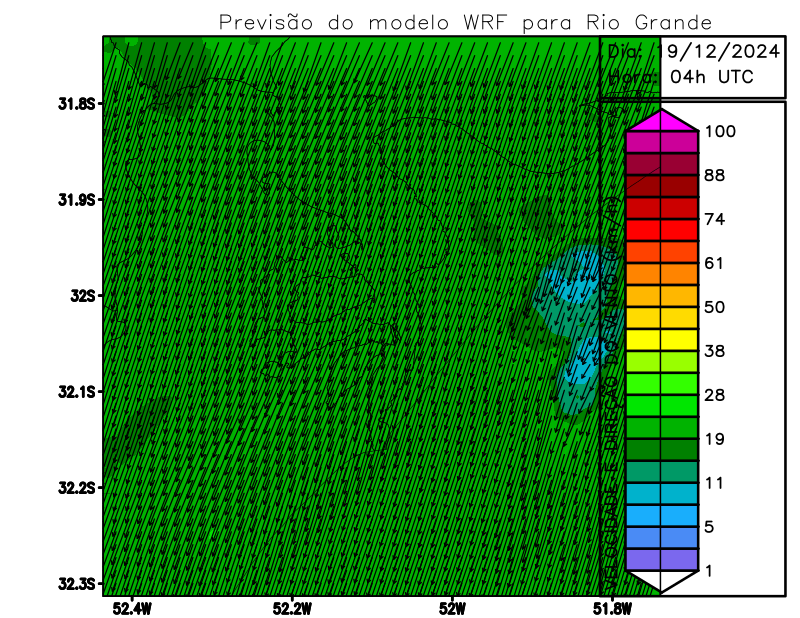 Previsão do modelo WRF para Rio Grande
Dia: 19/12/2024
Hora: 04h UTC
31.8S
31.9S
32S
32.1S
32.2S
32.3S
52.4W
52.2W
52W
51.8W
VELOCIDADE E DIREÇÃO DO VENTO (km/h)
100
88
74
61
50
38
28
19
11
5
1